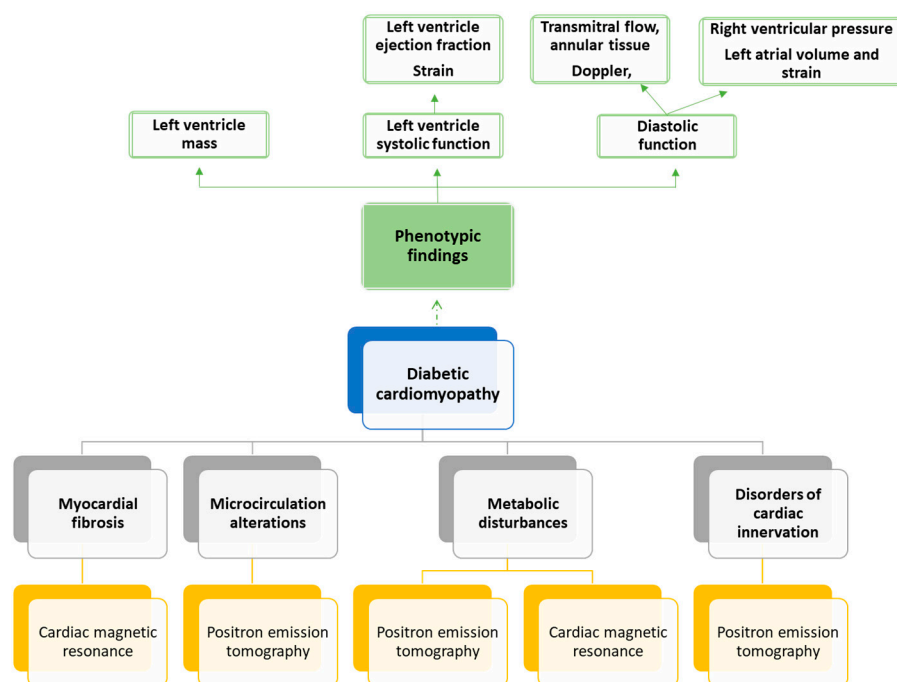 Left ventricle
ejection fraction
Strain
Transmitral flow,
annular tissue
Doppler,
Right ventricular pressure
Left atrial volume and
strain
Left ventricle
mass
Left ventricle
systolic function
Diastolic
function
Phenotypic
findings
Diabetic
cardiomyopathy
Myocardial
fibrosis
Microcirculation
alterations
Metabolic
disturbances
Disorders of
cardiac
innervation
Cardiac magnetic
resonance
Positron emission
tomography
Positron emission
tomography
Cardiac magnetic
resonance
Positron emission
tomography